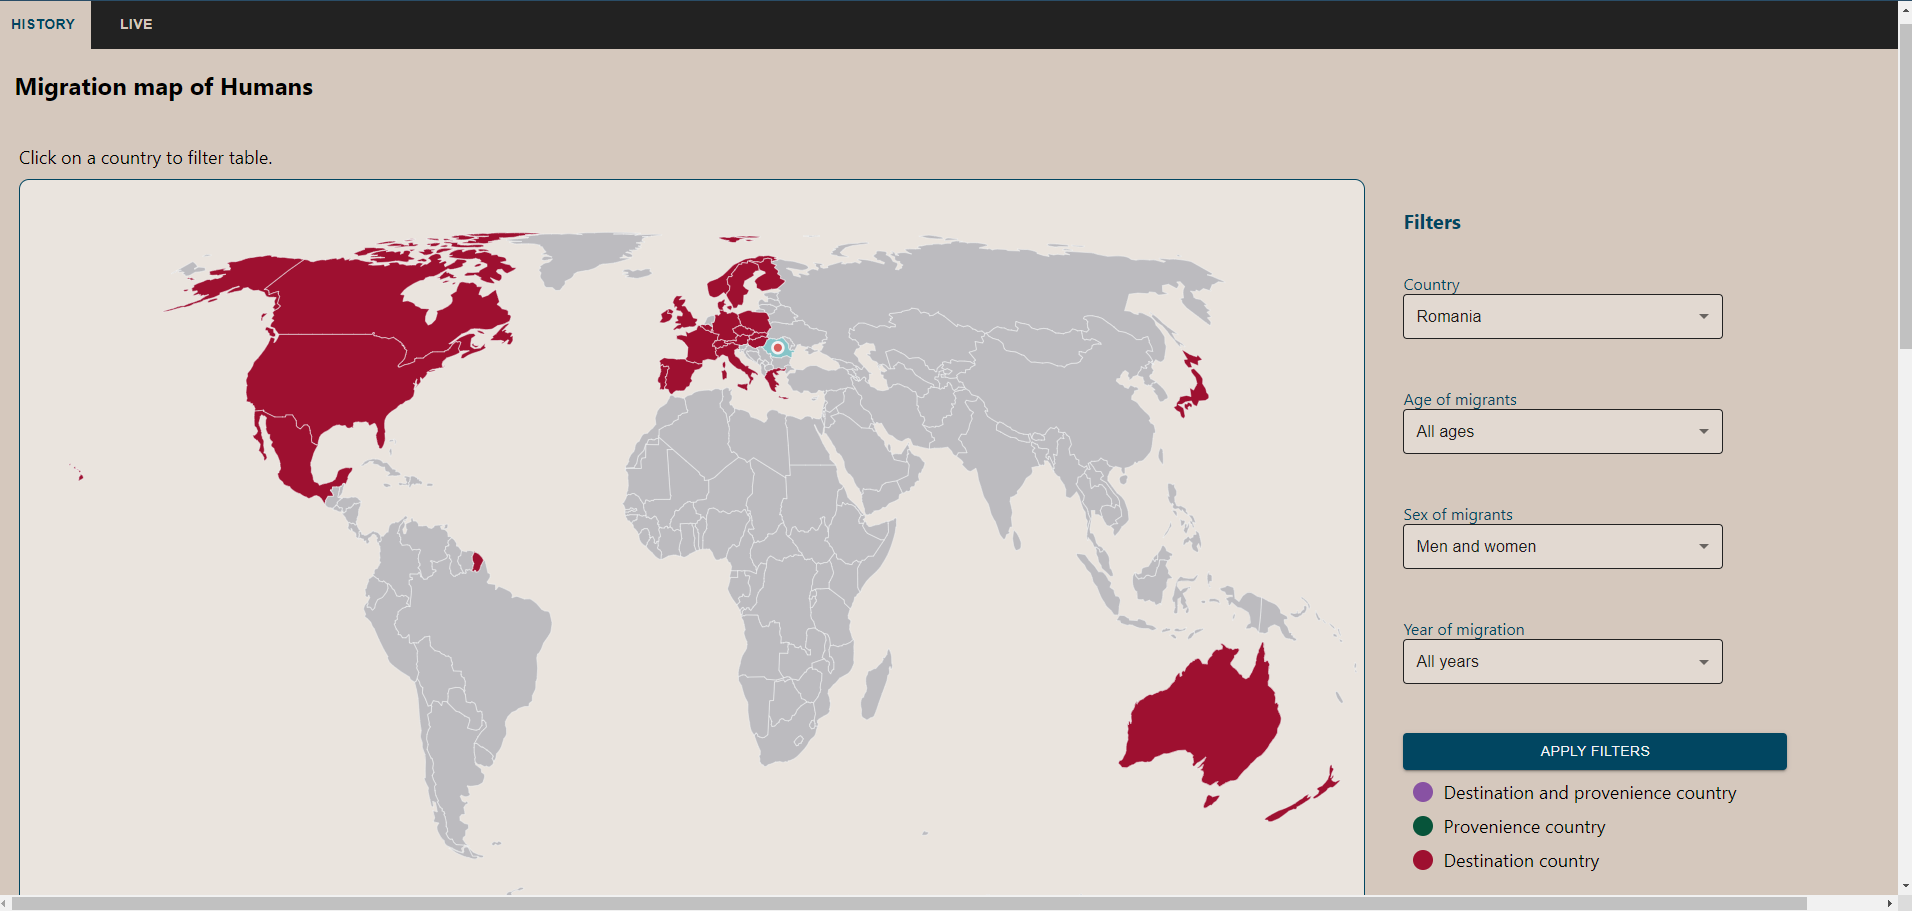 HISTORY LIVE
Migration map of Humans
Click on a country to filter table.
Filters
Country
Romania
Age of migrants
All ages
Sex of migrants
Men and women
Year of migration
All years
APPLY FILTERS
Destination and provenience country
Provenience country
Destination country